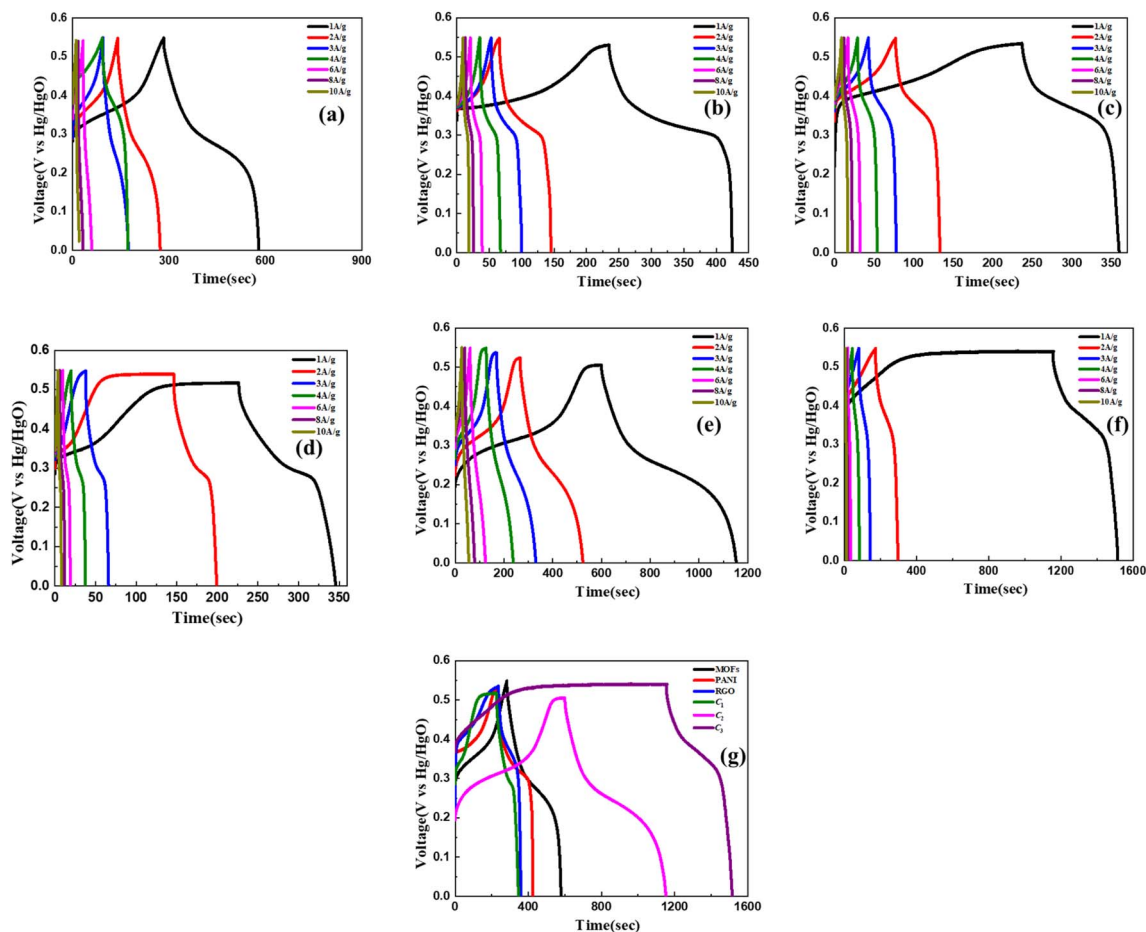 0.6
0.5
0.4
0.3
0.2
0.1
0.0
Voltage(V vs Hg/HgO)
1A/g
2A/g
3A/g
4A/g
6A/g
8A/g
10A/g
(a)
0 300 600 900
Time(sec)
0.6
0.5
0.4
0.3
0.2
0.1
0.0
Voltage(V vs Hg/HgO)
1A/g
2A/g
3A/g
4A/g
6A/g
8A/g
10A/g
(b)
0 50 100 150 200 250 300 350 400 450
Time(sec)
0.6
0.5
0.4
0.3
0.2
0.1
0.0
Voltage(V vs Hg/HgO)
1A/g
2A/g
3A/g
4A/g
6A/g
8A/g
10A/g
(c)
0 50 100 150 200 250 300 350
Time(sec)
0.6
0.5
0.4
0.3
0.2
0.1
0.0
Voltage(V vs Hg/HgO)
1A/g
2A/g
3A/g
4A/g
6A/g
8A/g
10A/g
(d)
0 50 100 150 200 250 300 350
Time(sec)
0.6
0.5
0.4
0.3
0.2
0.1
0.0
Voltage(V vs Hg/HgO)
1A/g
2A/g
3A/g
4A/g
6A/g
8A/g
10A/g
(e)
0 200 400 600 800 1000 1200
Time(sec)
0.6
0.5
0.4
0.3
0.2
0.1
0.0
Voltage(V vs Hg/HgO)
1A/g
2A/g
3A/g
4A/g
6A/g
8A/g
10A/g
(f)
0 400 800 1200 1600
Time(sec)
0.6
0.5
0.4
0.3
0.2
0.1
0.0
Voltage(V vs Hg/HgO)
MOFs
PANI
RGO
C₁
C₂
C₃
(g)
0 400 800 1200 1600
Time(sec)